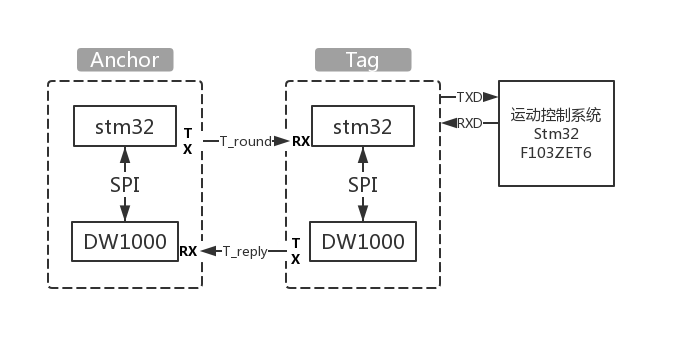 Anchor
Tag
stm32
T
X
T_round
RX
stm32
TXD
RXD
运动控制系统
Stm32
F103ZET6
SPI
SPI
DW1000
RX
T_reply
T
X
DW1000